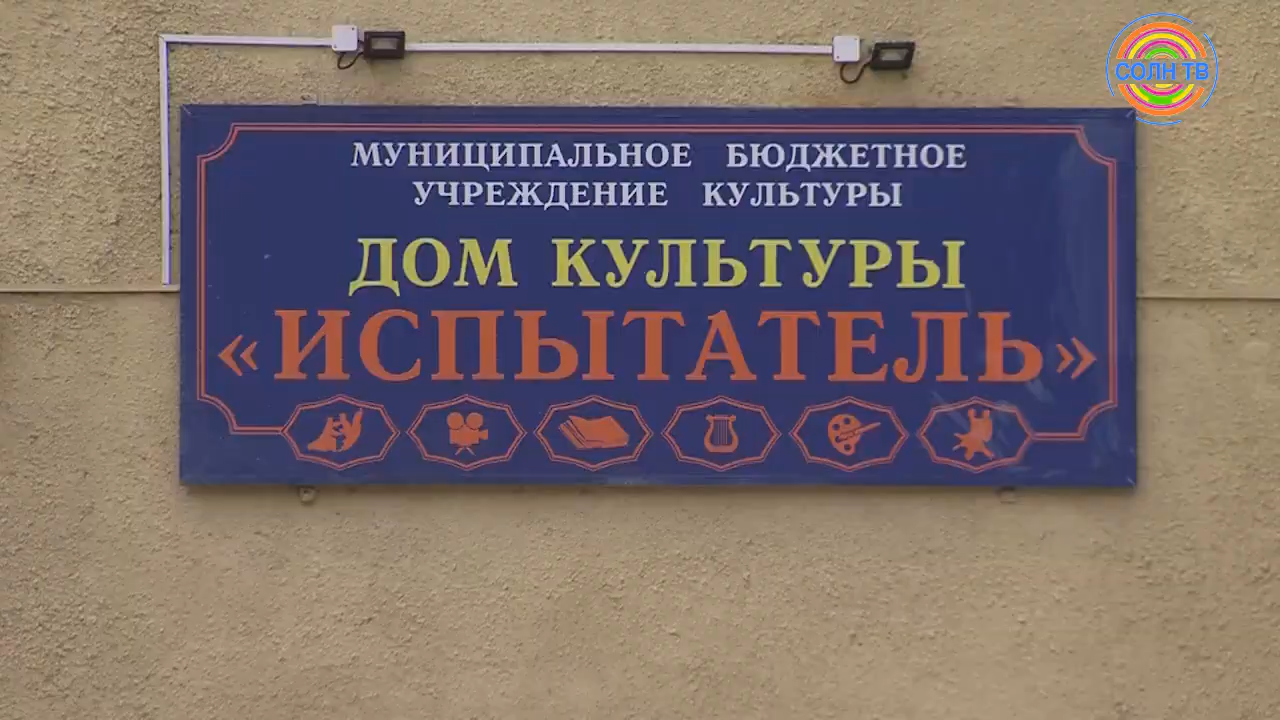 СОЛН ТВ
МУНИЦИПАЛЬНОЕ БЮДЖЕТНОЕ
УЧРЕЖДЕНИЕ КУЛЬТУРЫ
ДОМ КУЛЬТУРЫ
«ИСПЫТАТЕЛЬ»